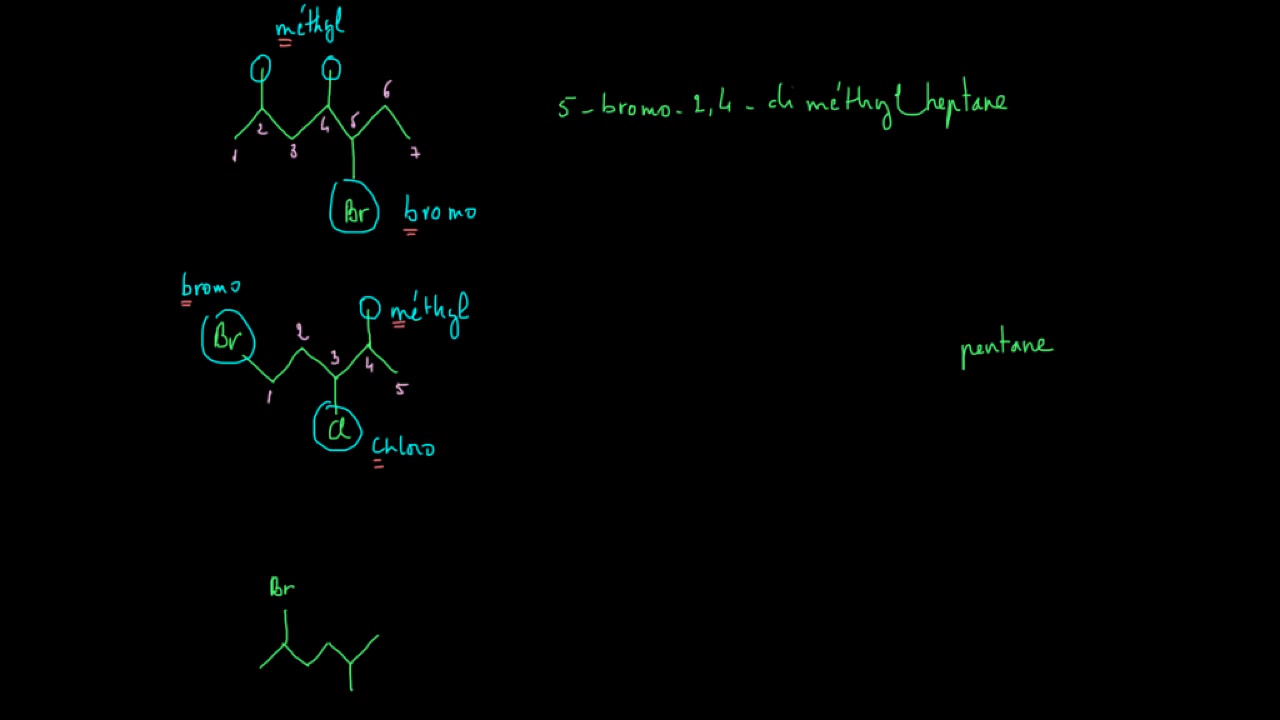 méthyl
6
5-bromo-2,4-diméthylheptane
1 2 3 4 5 7
Br bromo
bromo
méthyl
Br 2 3 4 5
pentane
1
Cl chloro
Br